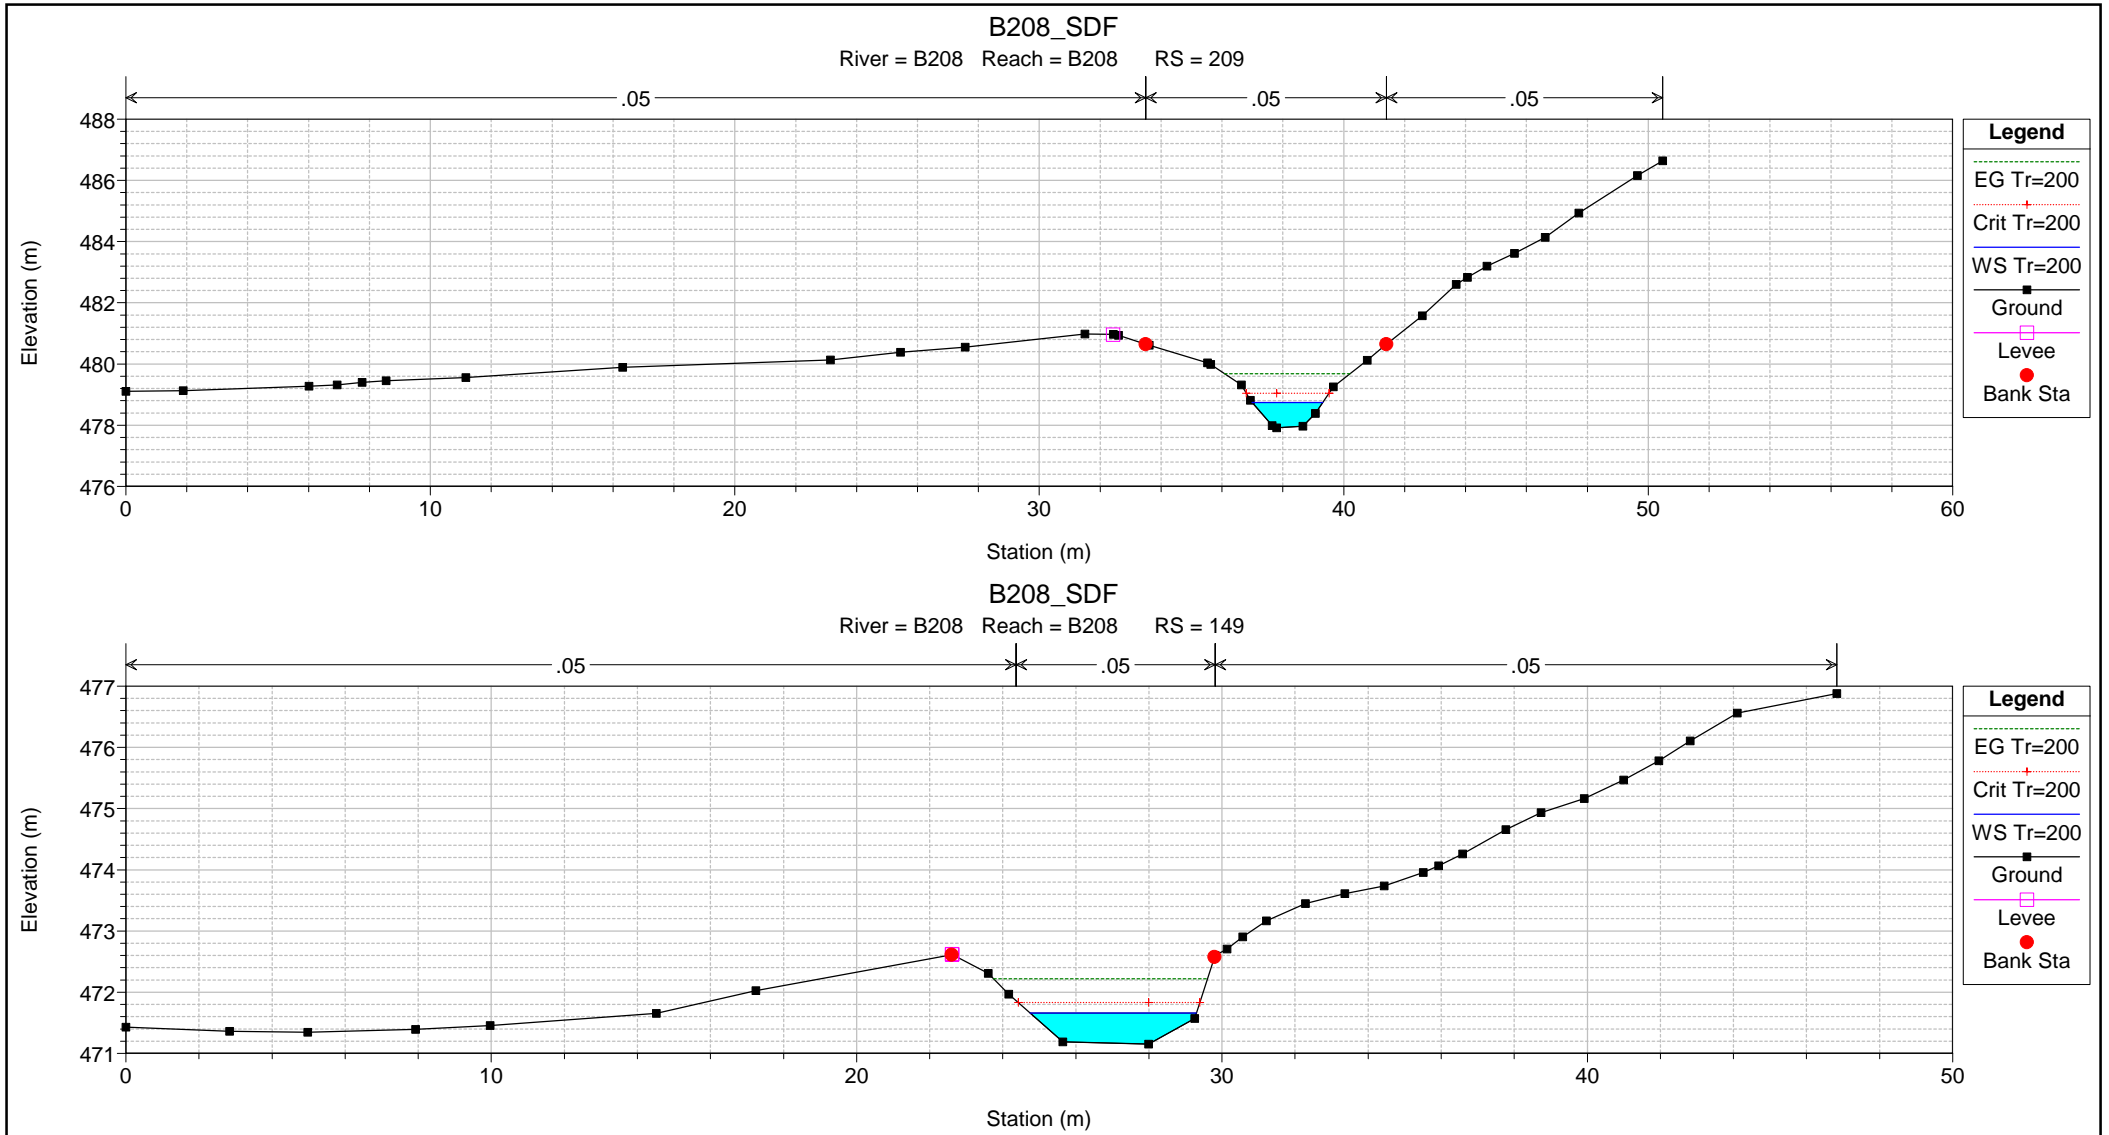 B208_SDF
River = B208 Reach = B208 RS = 209
.05 .05 .05
488
486
484
482
480
478
476
Elevation (m)
0 10 20 30 40 50 60
Station (m)
Legend
EG Tr=200
Crit Tr=200
WS Tr=200
Ground
Levee
Bank Sta
B208_SDF
River = B208 Reach = B208 RS = 149
.05 .05 .05
477
476
475
474
473
472
471
Elevation (m)
0 10 20 30 40 50
Station (m)
Legend
EG Tr=200
Crit Tr=200
WS Tr=200
Ground
Levee
Bank Sta